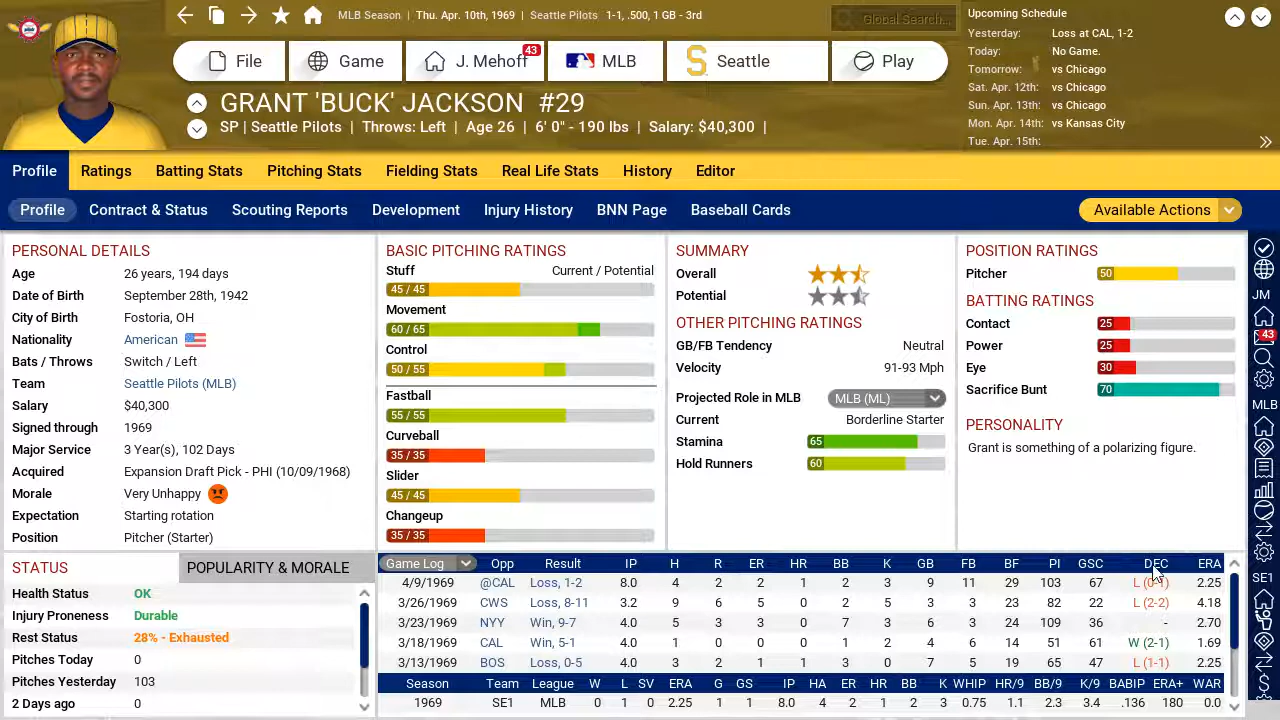 MLB Season | Thu. Apr. 10th, 1969 | Seattle Pilots 1-1, .500, 1 GB - 3rd
Global Search...
File
Game
J. Mehoff 43
MLB
Seattle
Play
Upcoming Schedule
Yesterday: Loss at CAL, 1-2
Today: No Game.
Tomorrow: vs Chicago
Sat. Apr. 12th: vs Chicago
Sun. Apr. 13th: vs Chicago
Mon. Apr. 14th: vs Kansas City
Tue. Apr. 15th:
GRANT 'BUCK' JACKSON #29
SP | Seattle Pilots | Throws: Left | Age 26 | 6' 0" - 190 lbs | Salary: $40,300 |
Profile Ratings Batting Stats Pitching Stats Fielding Stats Real Life Stats History Editor
Profile Contract & Status Scouting Reports Development Injury History BNN Page Baseball Cards
Available Actions
PERSONAL DETAILS
Age 26 years, 194 days
Date of Birth September 28th, 1942
City of Birth Fostoria, OH
Nationality American
Bats / Throws Switch / Left
Team Seattle Pilots (MLB)
Salary $40,300
Signed through 1969
Major Service 3 Year(s), 102 Days
Acquired Expansion Draft Pick - PHI (10/09/1968)
Morale Very Unhappy
Expectation Starting rotation
Position Pitcher (Starter)
BASIC PITCHING RATINGS
Stuff Current / Potential
45 / 45
Movement
60 / 65
Control
50 / 55
Fastball
55 / 55
Curveball
35 / 35
Slider
45 / 45
Changeup
35 / 35
SUMMARY
Overall
Potential
OTHER PITCHING RATINGS
GB/FB Tendency Neutral
Velocity 91-93 Mph
Projected Role in MLB MLB (ML)
Current Borderline Starter
Stamina 65
Hold Runners 60
POSITION RATINGS
Pitcher 50
BATTING RATINGS
Contact 25
Power 25
Eye 30
Sacrifice Bunt 70
PERSONALITY
Grant is something of a polarizing figure.
JM
43
MLB
SE1
STATUS POPULARITY & MORALE
Health Status OK
Injury Proneness Durable
Rest Status 28% - Exhausted
Pitches Today 0
Pitches Yesterday 103
2 Days ago 0
Game Log Opp Result IP H R ER HR BB K GB FB BF PI GSC DEC ERA
4/9/1969 @CAL Loss, 1-2 8.0 4 2 2 1 2 3 9 11 29 103 67 L (0-1) 2.25
3/26/1969 CWS Loss, 8-11 3.2 9 6 5 0 2 5 3 3 23 82 22 L (2-2) 4.18
3/23/1969 NYY Win, 9-7 4.0 5 3 3 0 7 3 6 3 24 109 36 - 2.70
3/18/1969 CAL Win, 5-1 4.0 1 0 0 0 1 2 4 6 14 51 61 W (2-1) 1.69
3/13/1969 BOS Loss, 0-5 4.0 3 2 1 1 3 0 7 5 19 65 47 L (1-1) 2.25
Season Team League W L SV ERA G GS IP HA ER HR BB K WHIP HR/9 BB/9 K/9 BABIP ERA+ WAR
1969 SE1 MLB 0 1 0 2.25 1 1 8.0 4 2 1 2 3 0.75 1.1 2.3 3.4 .136 180 0.0